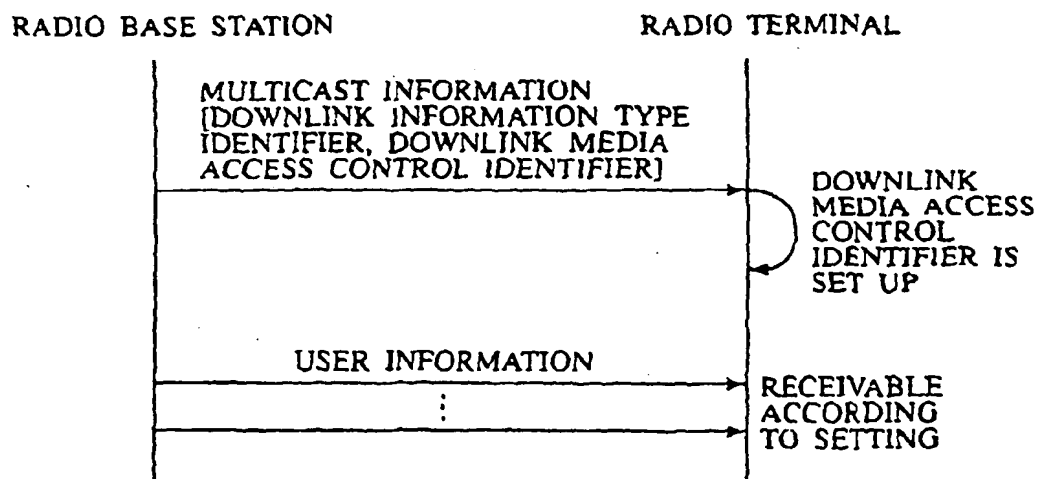 RADIO BASE STATION
RADIO TERMINAL
MULTICAST INFORMATION
[DOWNLINK INFORMATION TYPE
IDENTIFIER, DOWNLINK MEDIA
ACCESS CONTROL IDENTIFIER]
DOWNLINK
MEDIA ACCESS
CONTROL
IDENTIFIER IS
SET UP
USER INFORMATION
RECEIVABLE
ACCORDING
TO SETTING